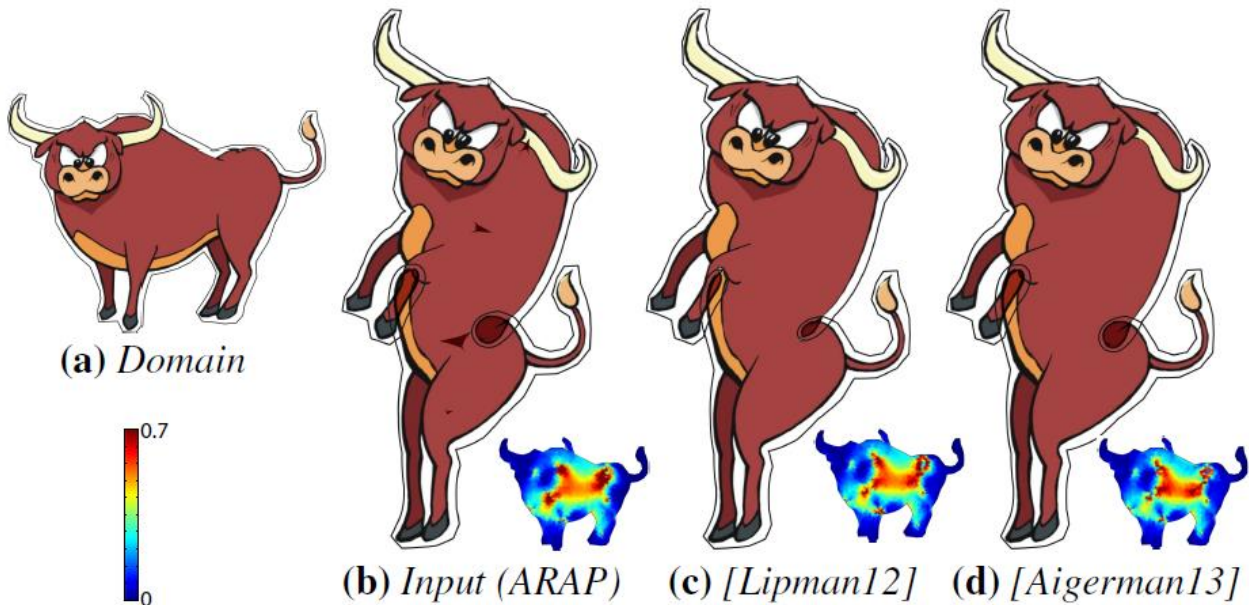 (a) Domain
0.7
0
(b) Input (ARAP)
(c) [Lipman12]
(d) [Aigerman13]